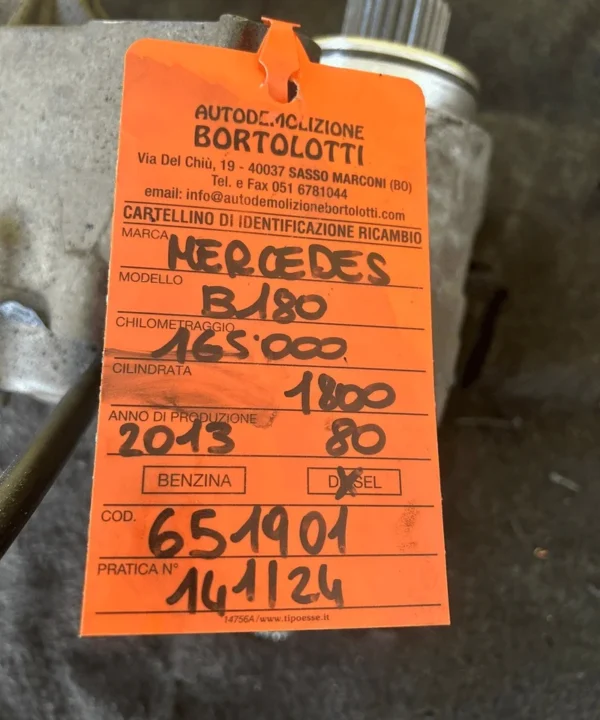 AUTODEMOLIZIONE
BORTOLOTTI
Via Del Chiù, 19 - 40037 SASSO MARCONI (BO)
Tel. e Fax 051 6781044
email: info@autodemolizionebortolotti.com
CARTELLINO DI IDENTIFICAZIONE RICAMBIO
MARCA MERCEDES
MODELLO B180
CHILOMETRAGGIO 165.000
CILINDRATA 1800
ANNO DI PRODUZIONE
2013 80
BENZINA DIESEL
COD. 651901
PRATICA N° 141/24
14756A/www.tipoesse.it